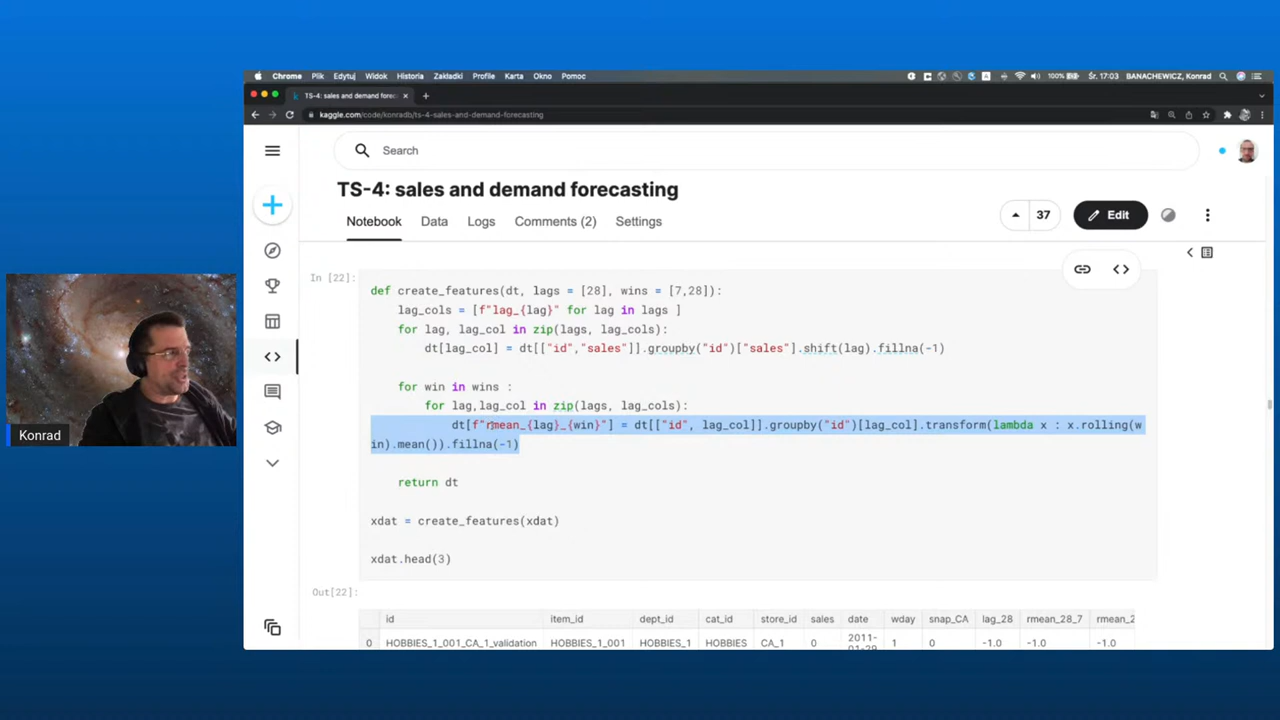 Chrome Plik Edytuj Widok Historia Zakładki Profile Karta Okno Pomoc 100% Śr. 17:03 BANACHEWICZ, Konrad
TS-4: sales and demand forec
kaggle.com/code/konradb/ts-4-sales-and-demand-forecasting
Search
TS-4: sales and demand forecasting
Notebook Data Logs Comments (2) Settings
37 Edit
In [22]:
def create_features(dt, lags = [28], wins = [7,28]):
lag_cols = [f"lag_{lag}" for lag in lags ]
for lag, lag_col in zip(lags, lag_cols):
dt[lag_col] = dt[["id","sales"]].groupby("id")["sales"].shift(lag).fillna(-1)
for win in wins :
for lag,lag_col in zip(lags, lag_cols):
dt[f"rmean_{lag}_{win}"] = dt[["id", lag_col]].groupby("id")[lag_col].transform(lambda x : x.rolling(w
in).mean()).fillna(-1)
return dt
xdat = create_features(xdat)
xdat.head(3)
Out[22]:
id item_id dept_id cat_id store_id sales date wday snap_CA lag_28 rmean_28_7 rmean_2
0 HOBBIES_1_001_CA_1_validation HOBBIES_1_001 HOBBIES_1 HOBBIES CA_1 0 2011-01-29 1 0 -1.0 -1.0 -1.0
Konrad